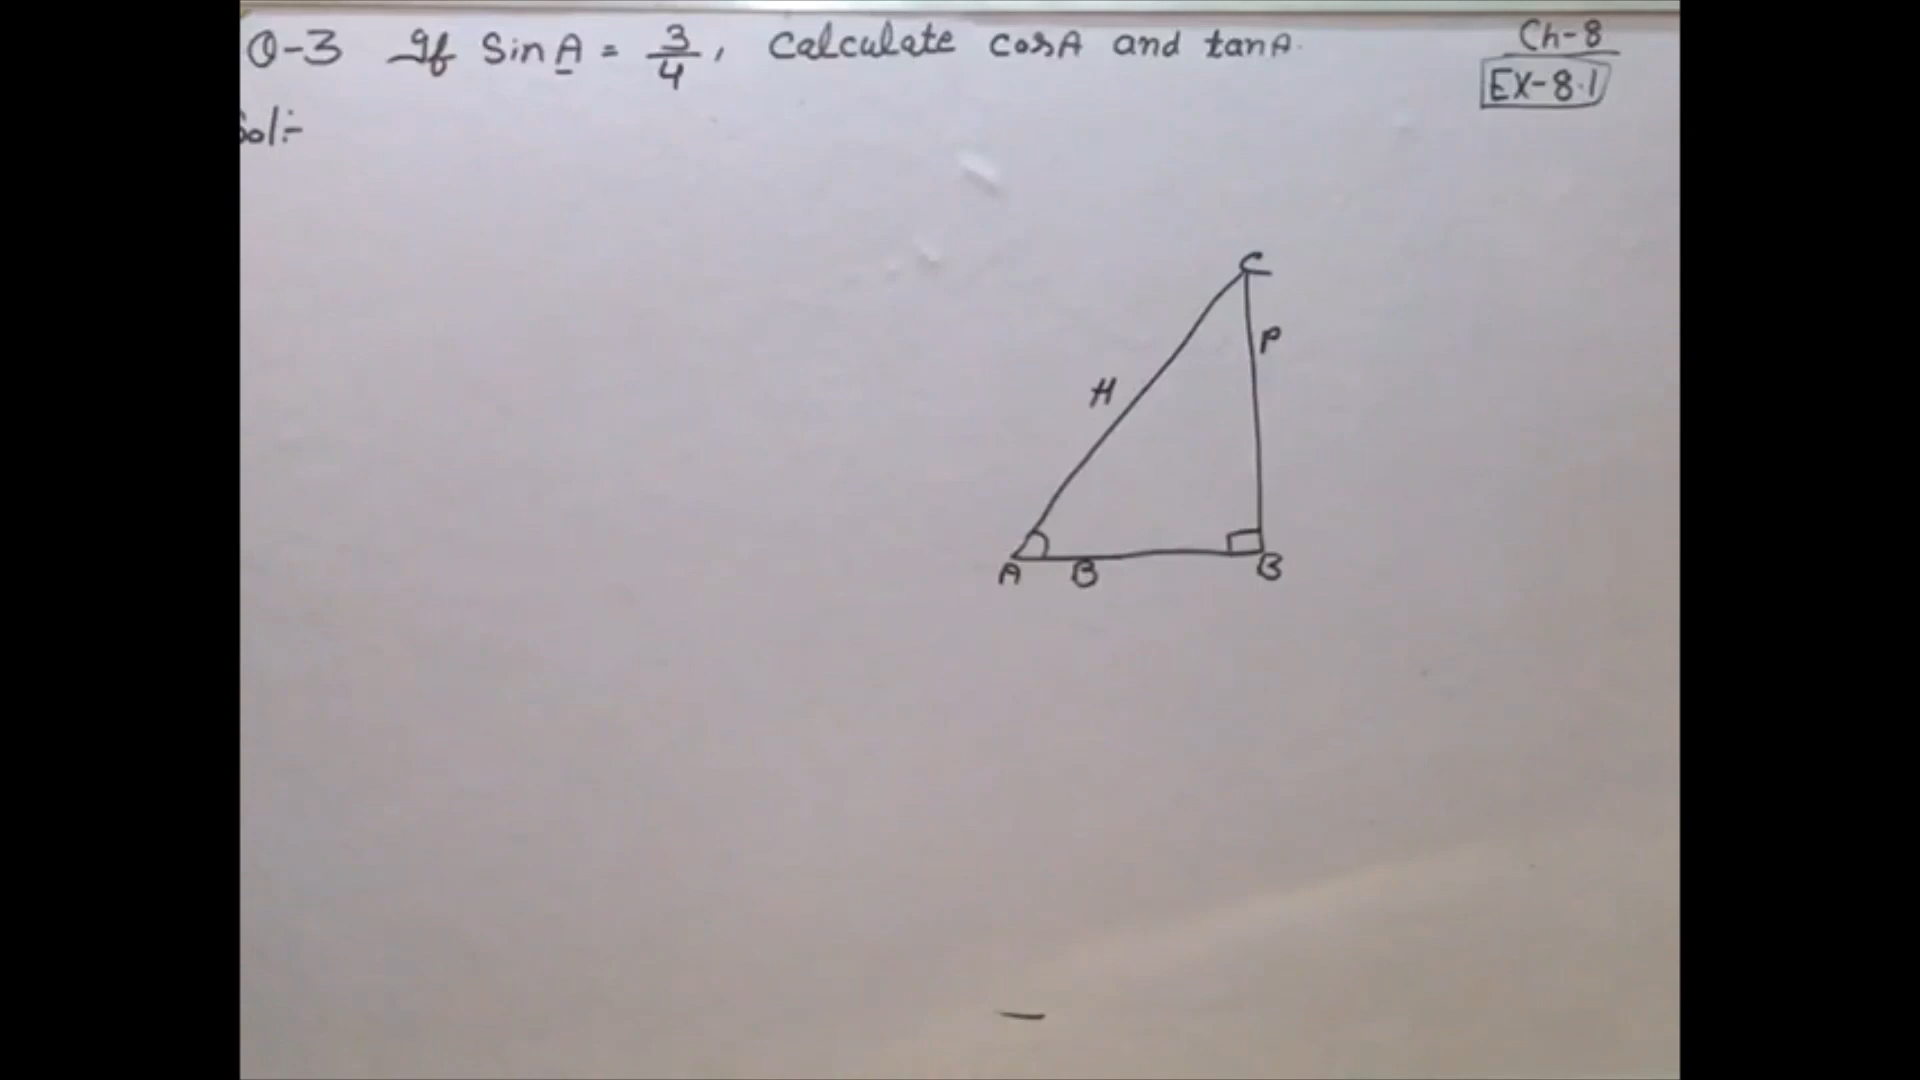 Q-3 If Sin A = 3/4, Calculate cosA and tanA.
Ch-8
EX-8.1
Sol:-
C
P
H
A B B